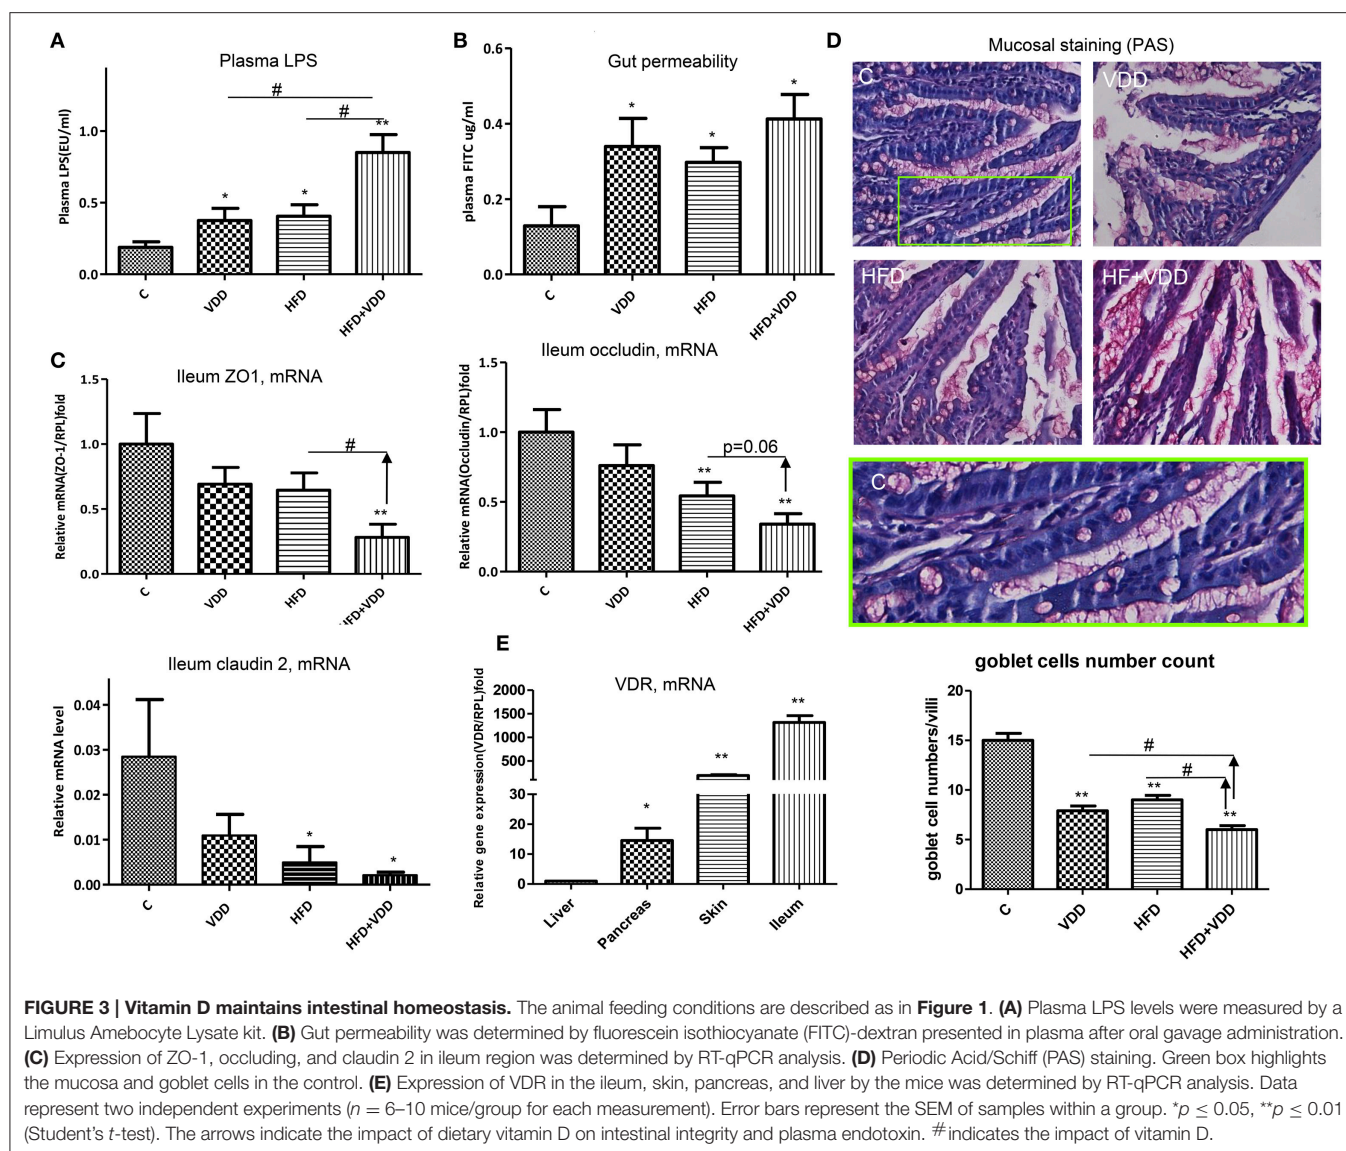 A
Plasma LPS
Plasma LPS(EU/ml)
1.0
0.5
0.0
#
#
*
*
**
C
VDD
HFD
HFD+VDD
B
Gut permeability
plasma FITC ug/ml
0.6
0.4
0.2
0.0
*
*
*
C
VDD
HFD
HFD+VDD
C
Ileum ZO1, mRNA
Relative mRNA(ZO-1/RPL)fold
1.5
1.0
0.5
0.0
#
**
C
VDD
HFD
HFD+VDD
Ileum occludin, mRNA
Relative mRNA(Occludin/RPL)fold
1.5
1.0
0.5
0.0
p=0.06
**
**
C
VDD
HFD
HFD+VDD
Ileum claudin 2, mRNA
Relative mRNA level
0.04
0.03
0.02
0.01
0.00
*
*
C
VDD
HFD
HFD+VDD
D
Mucosal staining (PAS)
C
VDD
HFD
HF+VDD
C
goblet cells number count
goblet cell numbers/villi
20
15
10
5
0
#
#
**
**
**
C
VDD
HFD
HFD+VDD
E
VDR, mRNA
Relative gene expression(VDR/RPL)fold
2000
1500
1000
500
30
20
10
0
*
**
**
Liver
Pancreas
Skin
Ileum
FIGURE 3 | Vitamin D maintains intestinal homeostasis. The animal feeding conditions are described as in Figure 1. (A) Plasma LPS levels were measured by a
Limulus Amebocyte Lysate kit. (B) Gut permeability was determined by fluorescein isothiocyanate (FITC)-dextran presented in plasma after oral gavage administration.
(C) Expression of ZO-1, occluding, and claudin 2 in ileum region was determined by RT-qPCR analysis. (D) Periodic Acid/Schiff (PAS) staining. Green box highlights
the mucosa and goblet cells in the control. (E) Expression of VDR in the ileum, skin, pancreas, and liver by the mice was determined by RT-qPCR analysis. Data
represent two independent experiments (n = 6–10 mice/group for each measurement). Error bars represent the SEM of samples within a group. *p ≤ 0.05, **p ≤ 0.01
(Student's t-test). The arrows indicate the impact of dietary vitamin D on intestinal integrity and plasma endotoxin. #indicates the impact of vitamin D.